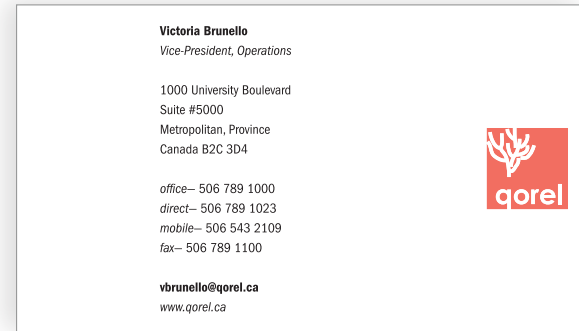 Victoria Brunello
Vice-President, Operations
1000 University Boulevard
Suite #5000
Metropolitan, Province
Canada B2C 3D4
office— 506 789 1000
direct— 506 789 1023
mobile— 506 543 2109
fax— 506 789 1100
vbrunello@qorel.ca
www.qorel.ca
qorel